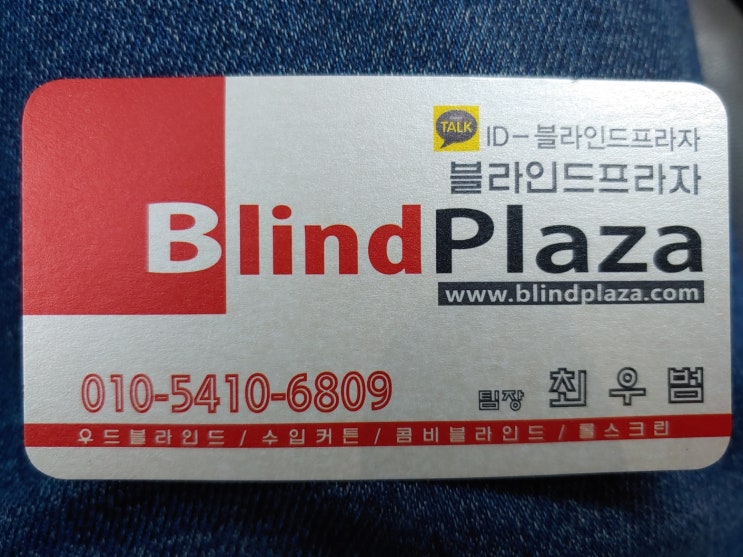 TALK ID-블라인드프라자
블라인드프라자
BlindPlaza
www.blindplaza.com
010-5410-6809 팀장 최우범
우드블라인드 / 수입커튼 / 콤비블라인드 / 롤스크린